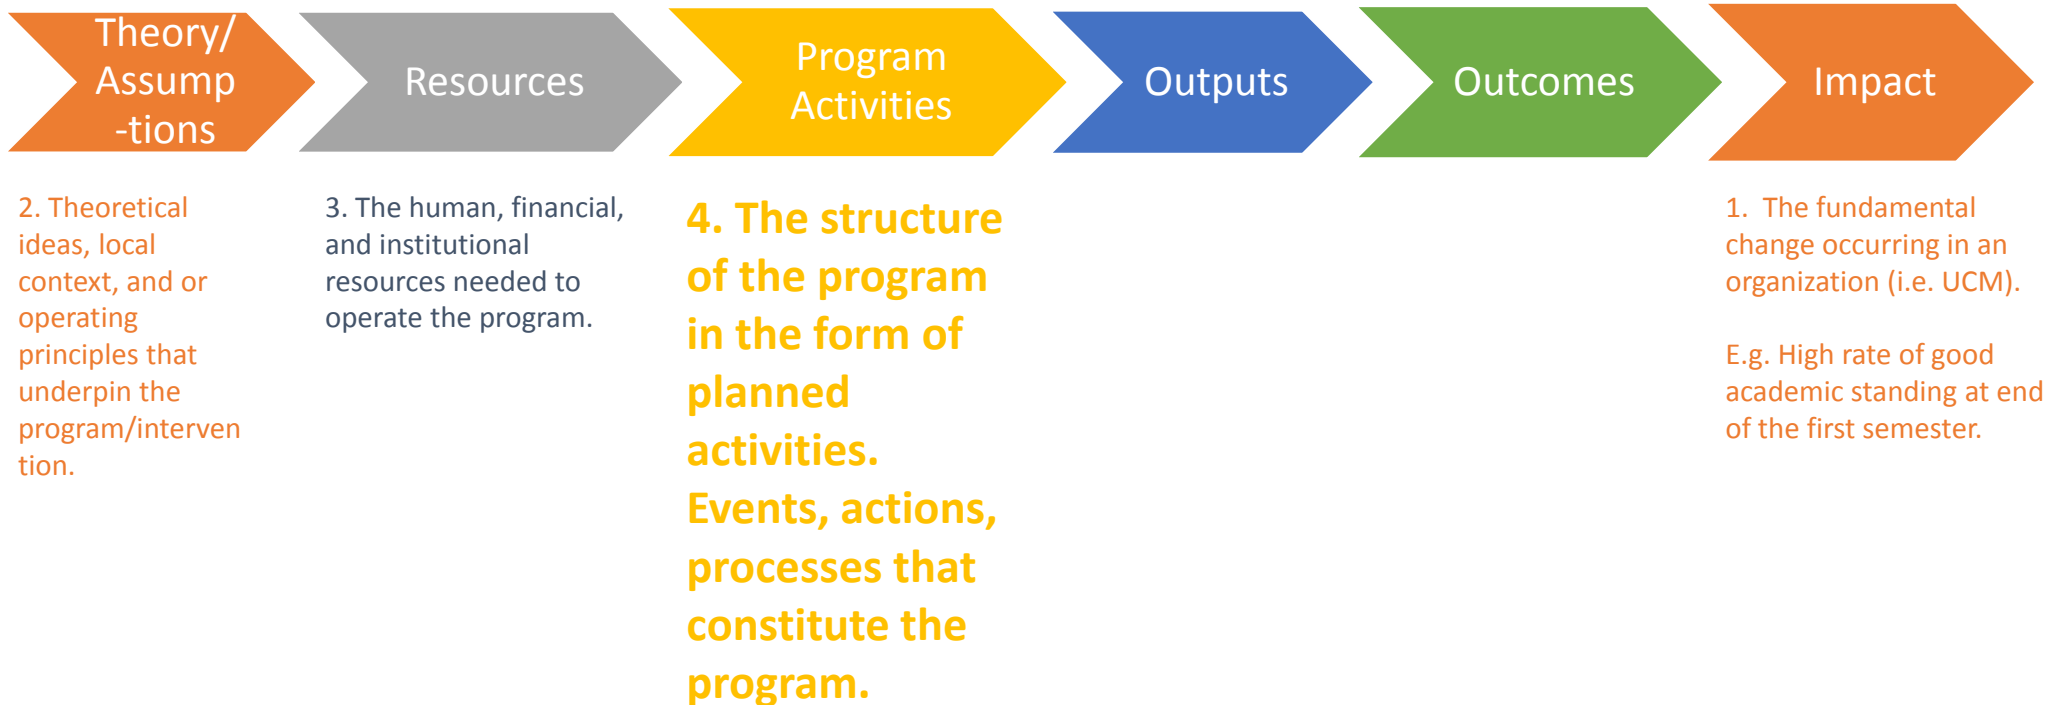 Theory/
Assump
-tions
Resources
Program
Activities
Outputs
Outcomes
Impact
2. Theoretical
ideas, local
context, and or
operating
principles that
underpin the
program/interven
tion.
3. The human, financial,
and institutional
resources needed to
operate the program.
4. The structure
of the program
in the form of
planned
activities.
Events, actions,
processes that
constitute the
program.
1.  The fundamental
change occurring in an
organization (i.e. UCM).
E.g. High rate of good
academic standing at end
of the first semester.